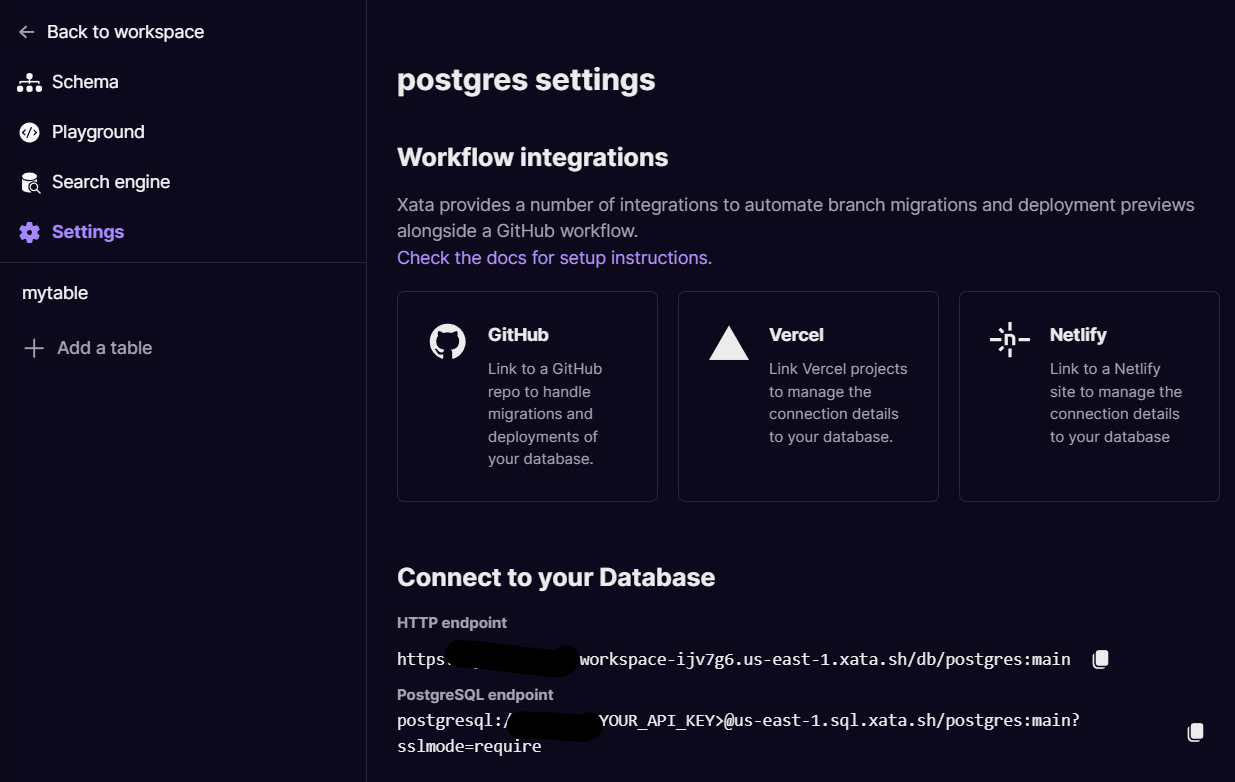 Back to workspace
Schema
Playground
Search engine
Settings
mytable
Add a table
postgres settings
Workflow integrations
Xata provides a number of integrations to automate branch migrations and deployment previews
alongside a GitHub workflow.
Check the docs for setup instructions.
GitHub
Link to a GitHub
repo to handle
migrations and
deployments of
your database.
Vercel
Link Vercel projects
to manage the
connection details
to your database.
Netlify
Link to a Netlify
site to manage the
connection details
to your database
Connect to your Database
HTTP endpoint
https: workspace-ijv7g6.us-east-1.xata.sh/db/postgres:main
PostgreSQL endpoint
postgresql:/ YOUR_API_KEY>@us-east-1.sql.xata.sh/postgres:main?
sslmode=require